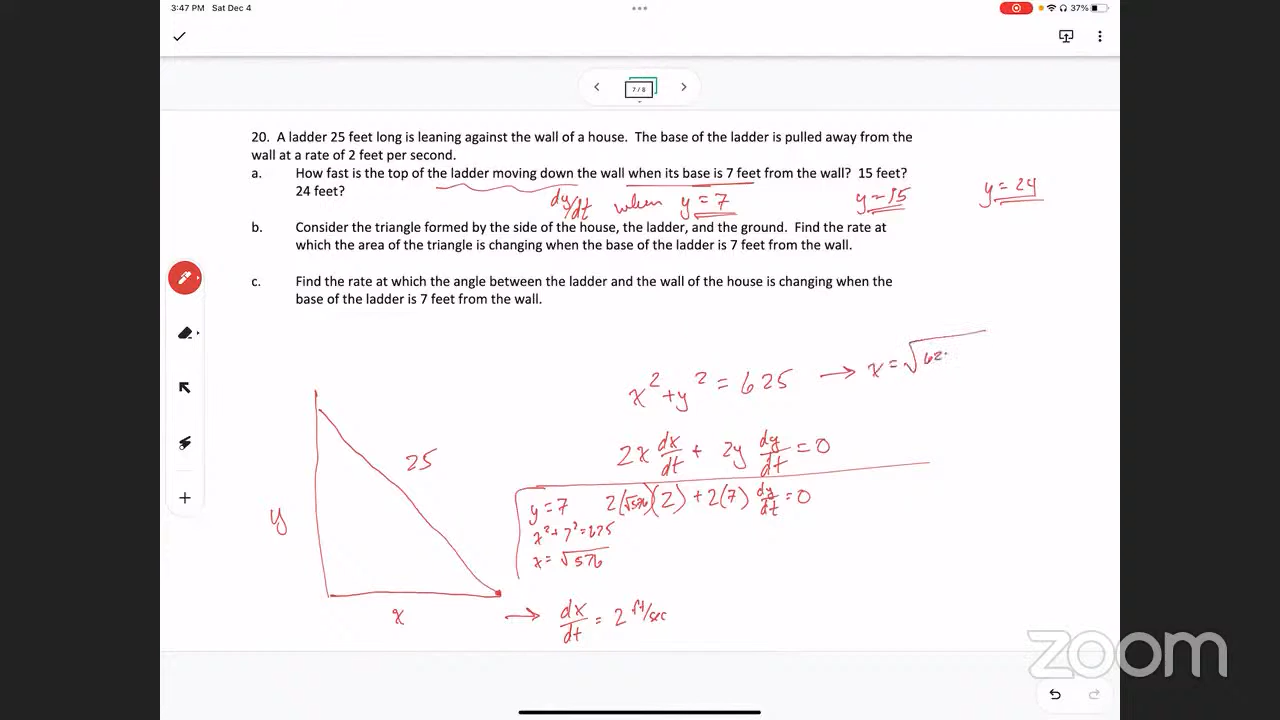 3:47 PM Sat Dec 4
37%
7 / 8
20. A ladder 25 feet long is leaning against the wall of a house. The base of the ladder is pulled away from the
wall at a rate of 2 feet per second.
a. How fast is the top of the ladder moving down the wall when its base is 7 feet from the wall? 15 feet?
24 feet?
dy/dt when y = 7 y = 15 y = 24
b. Consider the triangle formed by the side of the house, the ladder, and the ground. Find the rate at
which the area of the triangle is changing when the base of the ladder is 7 feet from the wall.
c. Find the rate at which the angle between the ladder and the wall of the house is changing when the
base of the ladder is 7 feet from the wall.
x² + y² = 625 → x = √62
2x dx/dt + 2y dy/dt = 0
25
y = 7 2(√576)(2) + 2(7) dy/dt = 0
y
x² + 7² = 625
x = √576
x
→ dx/dt = 2 ft/sec
zoom